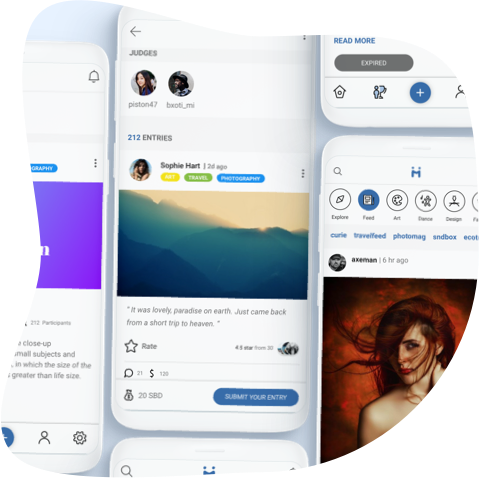 READ MORE
EXPIRED
JUDGES
piston47 bxoti_mi
212 ENTRIES
Sophie Hart | 2d ago
ART TRAVEL PHOTOGRAPHY
" It was lovely, paradise on earth. Just came back
from a short trip to heaven. "
Rate 4.5 star from 30
21 $ 120
20 SBD SUBMIT YOUR ENTRY
212 Participants
a close-up
small subjects and
, in which the size of the
greater than life size.
Explore Feed Art Dance Design
curie travelfeed photomag sndbox
axeman | 6 hr ago